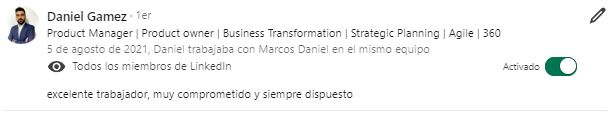 Daniel Gamez · 1er
Product Manager | Product owner | Business Transformation | Strategic Planning | Agile | 360
5 de agosto de 2021, Daniel trabajaba con Marcos Daniel en el mismo equipo
Todos los miembros de LinkedIn
Activado
excelente trabajador, muy comprometido y siempre dispuesto